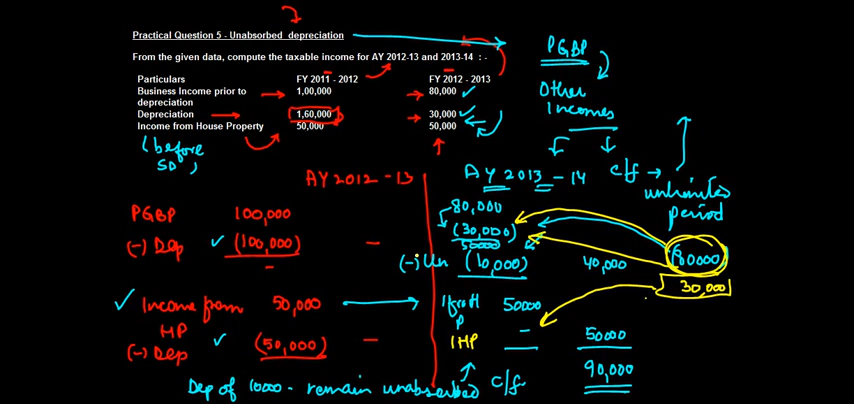 Practical Question 5 - Unabsorbed depreciation
From the given data, compute the taxable income for AY 2012-13 and 2013-14 : -
Particulars FY 2011 - 2012 FY 2012 - 2013
Business Income prior to 1,00,000 80,000
depreciation
Depreciation 1,60,000 30,000
Income from House Property 50,000 50,000
PGBP
Other
Incomes
(before
SD)
AY 2012 - 13 AY 2013 - 14 c/f → unlimited
period
PGBP 100,000 80,000
(-) Dep (100,000) - (30,000)
50000
(-) Un (10,000) 40,000 80000
30,000
Income from 50,000 50000
HP
(-) Dep (50,000) - IHP - 50000
90,000
Dep of 10000 - remain unabsorbed c/f